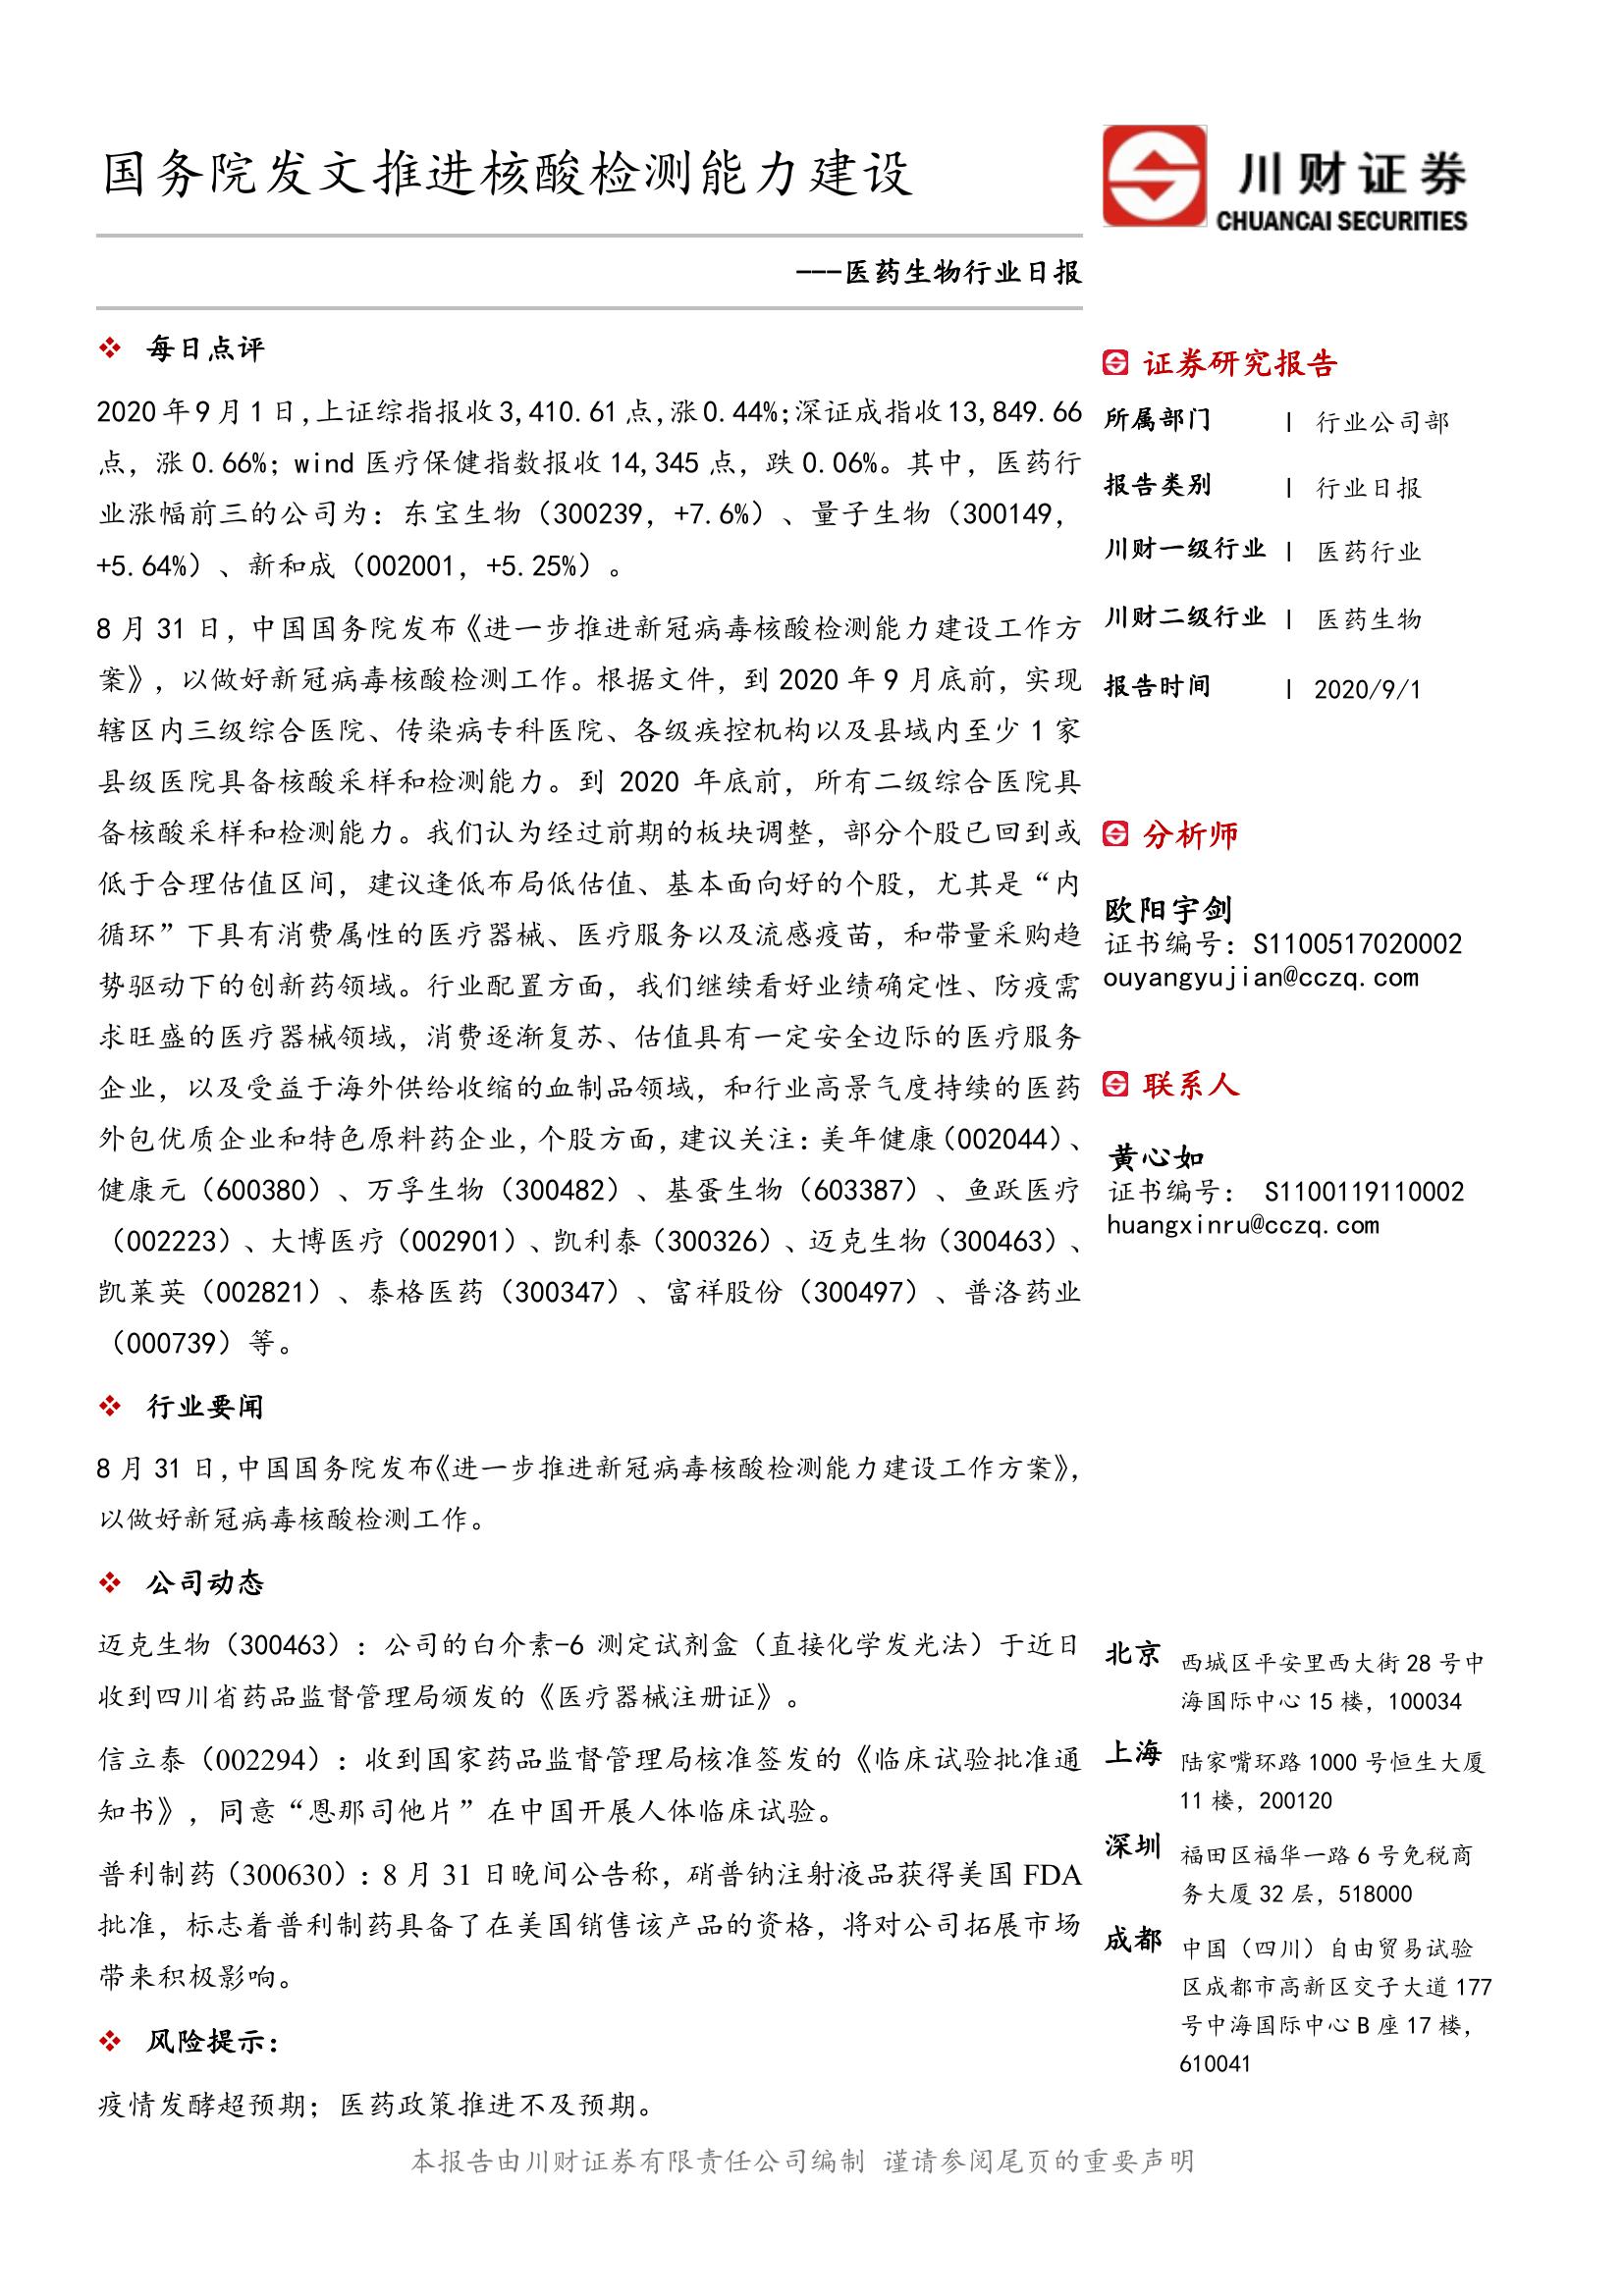 国务院发文推进核酸检测能力建设
川财证券
CHUANCAI SECURITIES
---医药生物行业日报
每日点评
2020年9月1日,上证综指报收3,410.61点,涨0.44%;深证成指收13,849.66
点，涨0.66%；wind医疗保健指数报收14,345点，跌0.06%。其中，医药行
业涨幅前三的公司为：东宝生物（300239，+7.6%）、量子生物（300149，
+5.64%）、新和成（002001，+5.25%）。
8月31日，中国国务院发布《进一步推进新冠病毒核酸检测能力建设工作方
案》，以做好新冠病毒核酸检测工作。根据文件，到2020年9月底前，实现
辖区内三级综合医院、传染病专科医院、各级疾控机构以及县域内至少1家
县级医院具备核酸采样和检测能力。到 2020 年底前，所有二级综合医院具
备核酸采样和检测能力。我们认为经过前期的板块调整，部分个股已回到或
低于合理估值区间，建议逢低布局低估值、基本面向好的个股，尤其是“内
循环”下具有消费属性的医疗器械、医疗服务以及流感疫苗，和带量采购趋
势驱动下的创新药领域。行业配置方面，我们继续看好业绩确定性、防疫需
求旺盛的医疗器械领域，消费逐渐复苏、估值具有一定安全边际的医疗服务
企业，以及受益于海外供给收缩的血制品领域，和行业高景气度持续的医药
外包优质企业和特色原料药企业，个股方面，建议关注：美年健康（002044）、
健康元（600380）、万孚生物（300482）、基蛋生物（603387）、鱼跃医疗
（002223）、大博医疗（002901）、凯利泰（300326）、迈克生物（300463）、
凯莱英（002821）、泰格医药（300347）、富祥股份（300497）、普洛药业
（000739）等。
行业要闻
8月31日,中国国务院发布《进一步推进新冠病毒核酸检测能力建设工作方案》，
以做好新冠病毒核酸检测工作。
公司动态
迈克生物（300463）：公司的白介素-6 测定试剂盒（直接化学发光法）于近日
收到四川省药品监督管理局颁发的《医疗器械注册证》。
信立泰（002294）：收到国家药品监督管理局核准签发的《临床试验批准通
知书》，同意“恩那司他片”在中国开展人体临床试验。
普利制药（300630）：8月31日晚间公告称，硝普钠注射液品获得美国FDA
批准，标志着普利制药具备了在美国销售该产品的资格，将对公司拓展市场
带来积极影响。
风险提示：
疫情发酵超预期；医药政策推进不及预期。
证券研究报告
所属部门 | 行业公司部
报告类别 | 行业日报
川财一级行业 | 医药行业
川财二级行业 | 医药生物
报告时间 | 2020/9/1
分析师
欧阳宇剑
证书编号：S1100517020002
ouyangyujian@cczq.com
联系人
黄心如
证书编号： S1100119110002
huangxinru@cczq.com
北京 西城区平安里西大街28号中
海国际中心15楼，100034
上海 陆家嘴环路1000号恒生大厦
11楼，200120
深圳 福田区福华一路6号免税商
务大厦32层，518000
成都 中国（四川）自由贸易试验
区成都市高新区交子大道177
号中海国际中心B座17楼，
610041
本报告由川财证券有限责任公司编制 谨请参阅尾页的重要声明